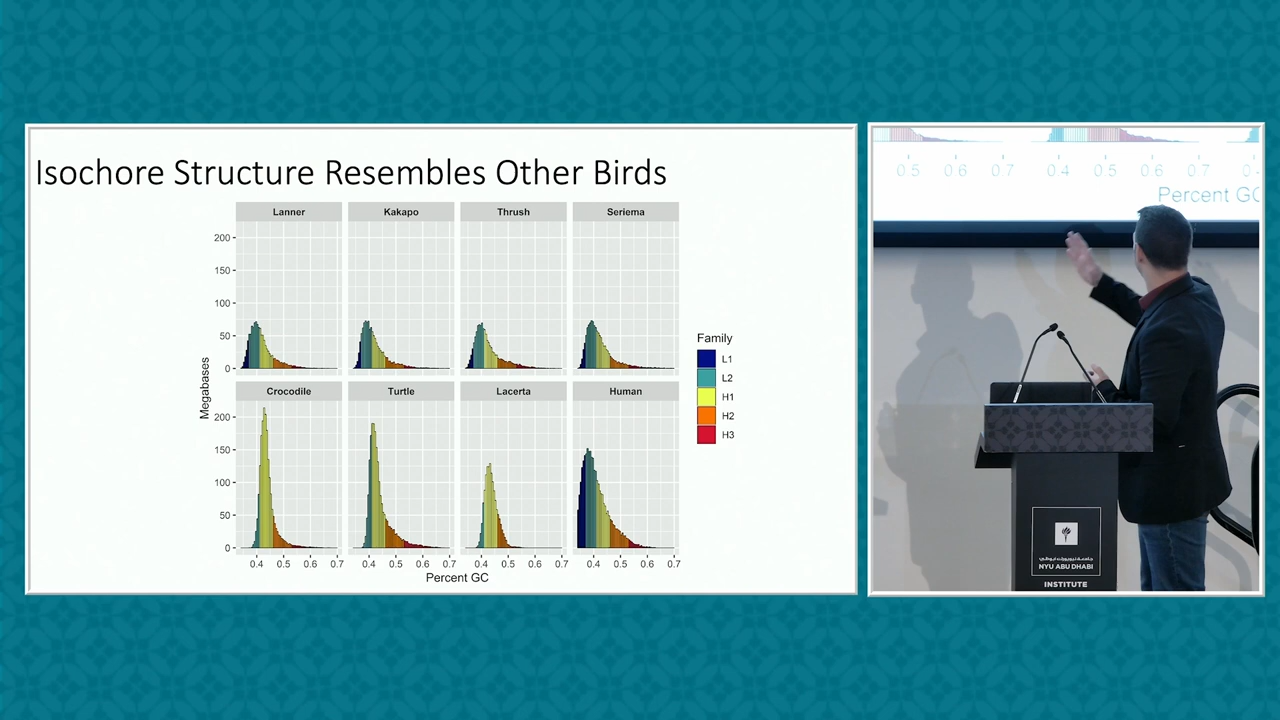 Isochore Structure Resembles Other Birds
Lanner Kakapo Thrush Seriema
200
150
100
50
0
Crocodile Turtle Lacerta Human
200
150
100
50
0
Megabases
0.4 0.5 0.6 0.7 0.4 0.5 0.6 0.7 0.4 0.5 0.6 0.7 0.4 0.5 0.6 0.7
Percent GC
Family
L1
L2
H1
H2
H3
0.5 0.6 0.7 0.4 0.5 0.6 0.7
Percent GC
جامعة نيويورك أبوظبي
NYU ABU DHABI
INSTITUTE